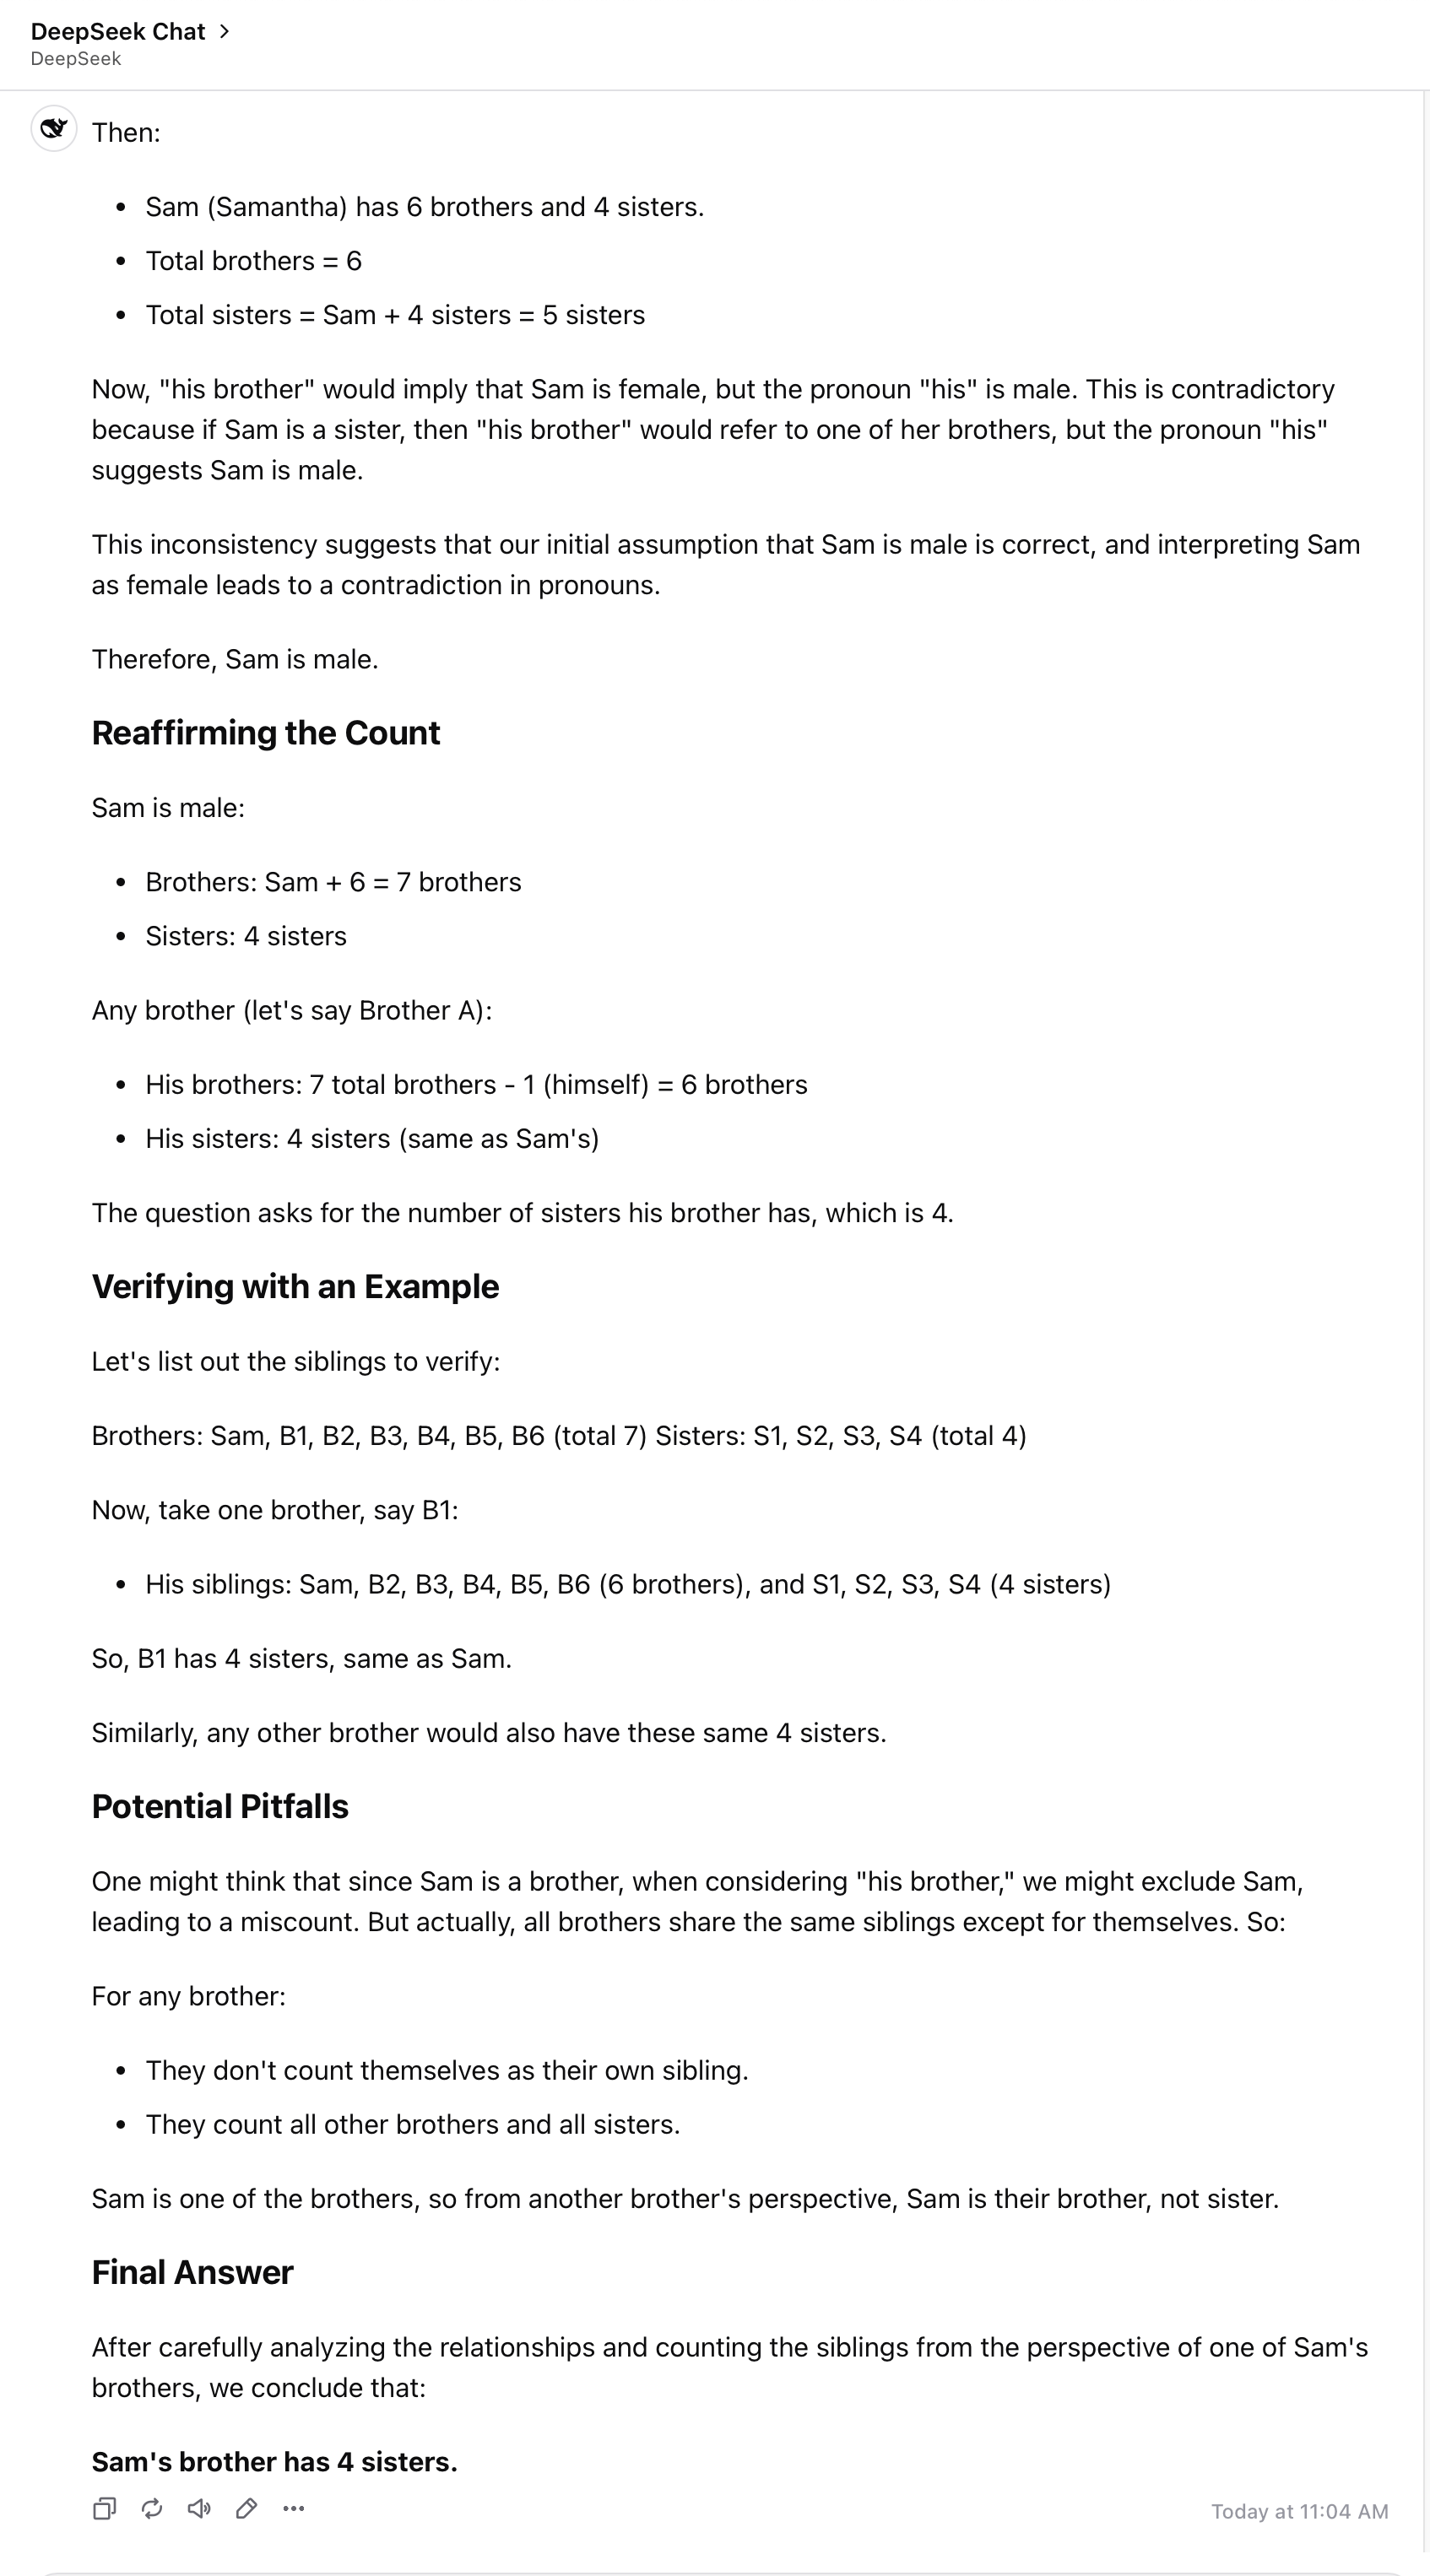 DeepSeek Chat
DeepSeek
Then:
• Sam (Samantha) has 6 brothers and 4 sisters.
• Total brothers = 6
• Total sisters = Sam + 4 sisters = 5 sisters
Now, "his brother" would imply that Sam is female, but the pronoun "his" is male. This is contradictory
because if Sam is a sister, then "his brother" would refer to one of her brothers, but the pronoun "his"
suggests Sam is male.
This inconsistency suggests that our initial assumption that Sam is male is correct, and interpreting Sam
as female leads to a contradiction in pronouns.
Therefore, Sam is male.
Reaffirming the Count
Sam is male:
• Brothers: Sam + 6 = 7 brothers
• Sisters: 4 sisters
Any brother (let's say Brother A):
• His brothers: 7 total brothers - 1 (himself) = 6 brothers
• His sisters: 4 sisters (same as Sam's)
The question asks for the number of sisters his brother has, which is 4.
Verifying with an Example
Let's list out the siblings to verify:
Brothers: Sam, B1, B2, B3, B4, B5, B6 (total 7) Sisters: S1, S2, S3, S4 (total 4)
Now, take one brother, say B1:
• His siblings: Sam, B2, B3, B4, B5, B6 (6 brothers), and S1, S2, S3, S4 (4 sisters)
So, B1 has 4 sisters, same as Sam.
Similarly, any other brother would also have these same 4 sisters.
Potential Pitfalls
One might think that since Sam is a brother, when considering "his brother," we might exclude Sam,
leading to a miscount. But actually, all brothers share the same siblings except for themselves. So:
For any brother:
• They don't count themselves as their own sibling.
• They count all other brothers and all sisters.
Sam is one of the brothers, so from another brother's perspective, Sam is their brother, not sister.
Final Answer
After carefully analyzing the relationships and counting the siblings from the perspective of one of Sam's
brothers, we conclude that:
Sam's brother has 4 sisters.
Today at 11:04 AM